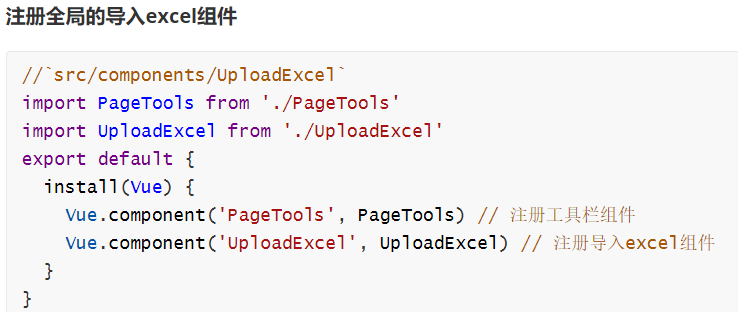 注册全局的导入excel组件
//`src/components/UploadExcel`
import PageTools from './PageTools'
import UploadExcel from './UploadExcel'
export default {
  install(Vue) {
    Vue.component('PageTools', PageTools) // 注册工具栏组件
    Vue.component('UploadExcel', UploadExcel) // 注册导入excel组件
  }
}